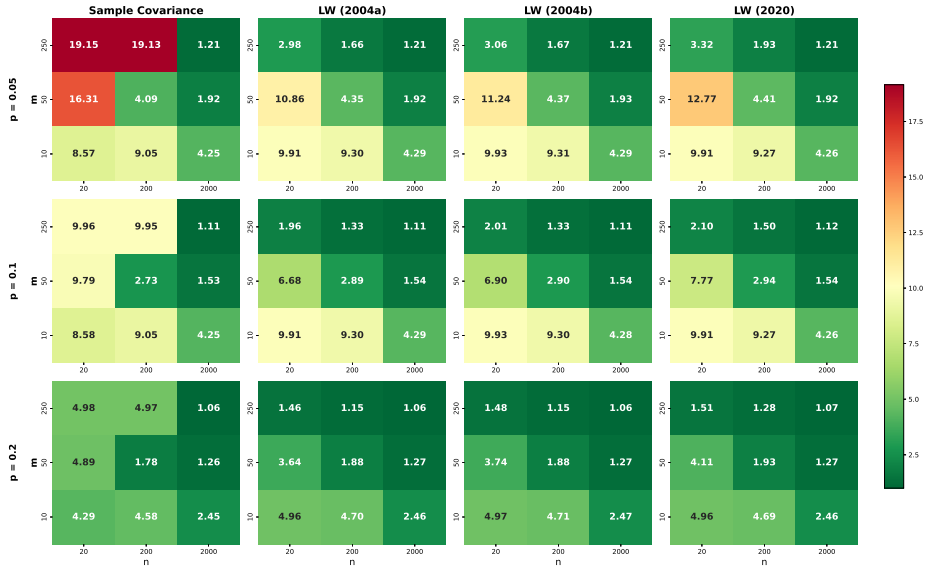 Sample Covariance LW (2004a) LW (2004b) LW (2020)
p = 0.05
m
250 19.15 19.13 1.21 250 2.98 1.66 1.21 250 3.06 1.67 1.21 250 3.32 1.93 1.21
50 16.31 4.09 1.92 50 10.86 4.35 1.92 50 11.24 4.37 1.93 50 12.77 4.41 1.92
10 8.57 9.05 4.25 10 9.91 9.30 4.29 10 9.93 9.31 4.29 10 9.91 9.27 4.26
20 200 2000 20 200 2000 20 200 2000 20 200 2000
p = 0.1
m
250 9.96 9.95 1.11 250 1.96 1.33 1.11 250 2.01 1.33 1.11 250 2.10 1.50 1.12
50 9.79 2.73 1.53 50 6.68 2.89 1.54 50 6.90 2.90 1.54 50 7.77 2.94 1.54
10 8.58 9.05 4.25 10 9.91 9.30 4.29 10 9.93 9.30 4.28 10 9.91 9.27 4.26
20 200 2000 20 200 2000 20 200 2000 20 200 2000
p = 0.2
m
250 4.98 4.97 1.06 250 1.46 1.15 1.06 250 1.48 1.15 1.06 250 1.51 1.28 1.07
50 4.89 1.78 1.26 50 3.64 1.88 1.27 50 3.74 1.88 1.27 50 4.11 1.93 1.27
10 4.29 4.58 2.45 10 4.96 4.70 2.46 10 4.97 4.71 2.47 10 4.96 4.69 2.46
20 200 2000 20 200 2000 20 200 2000 20 200 2000
n n n n
17.5
15.0
12.5
10.0
7.5
5.0
2.5